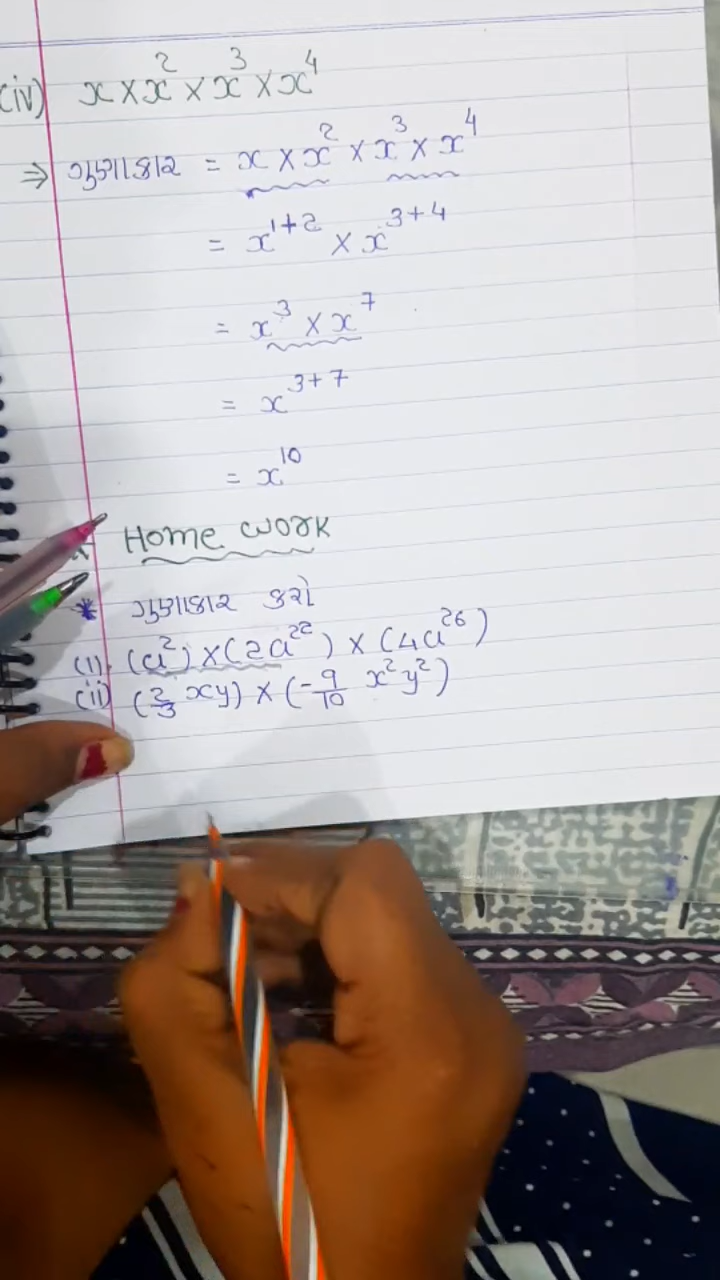 (iv) x × x² × x³ × x⁴
⇒ ગુણાકાર = x × x² × x³ × x⁴
= x¹⁺² × x³⁺⁴
= x³ × x⁷
= x³⁺⁷
= x¹⁰
Home work
* ગુણાકાર કરો
(i) (a²) × (2a²²) × (4a²⁶)
(ii) (2/3 xy) × (-9/10 x²y²)